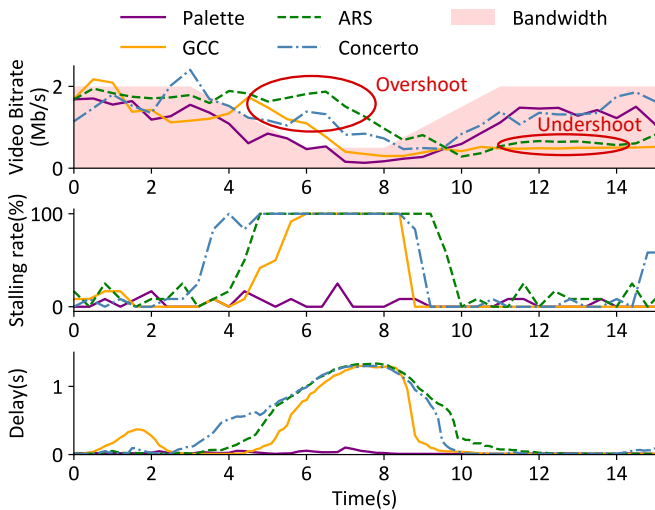 Palette ARS Bandwidth
GCC Concerto
Video Bitrate
(Mb/s)
2
0
Overshoot
Undershoot
0 2 4 6 8 10 12 14
Stalling rate(%)
100
0
0 2 4 6 8 10 12 14
Delay(s)
1
0
0 2 4 6 8 10 12 14
Time(s)